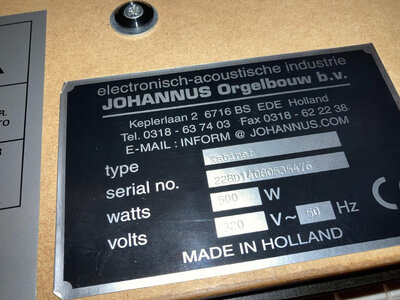 electronisch-acoustische industrie
JOHANNUS Orgelbouw b.v.
Keplerlaan 2 6716 BS EDE Holland
Tel. 0318 - 63 74 03 Fax 0318 - 62 22 38
E-MAIL : INFORM @ JOHANNUS.COM
type Kabinet
serial no.
watts 500 W
volts V~ 50 Hz
MADE IN HOLLAND